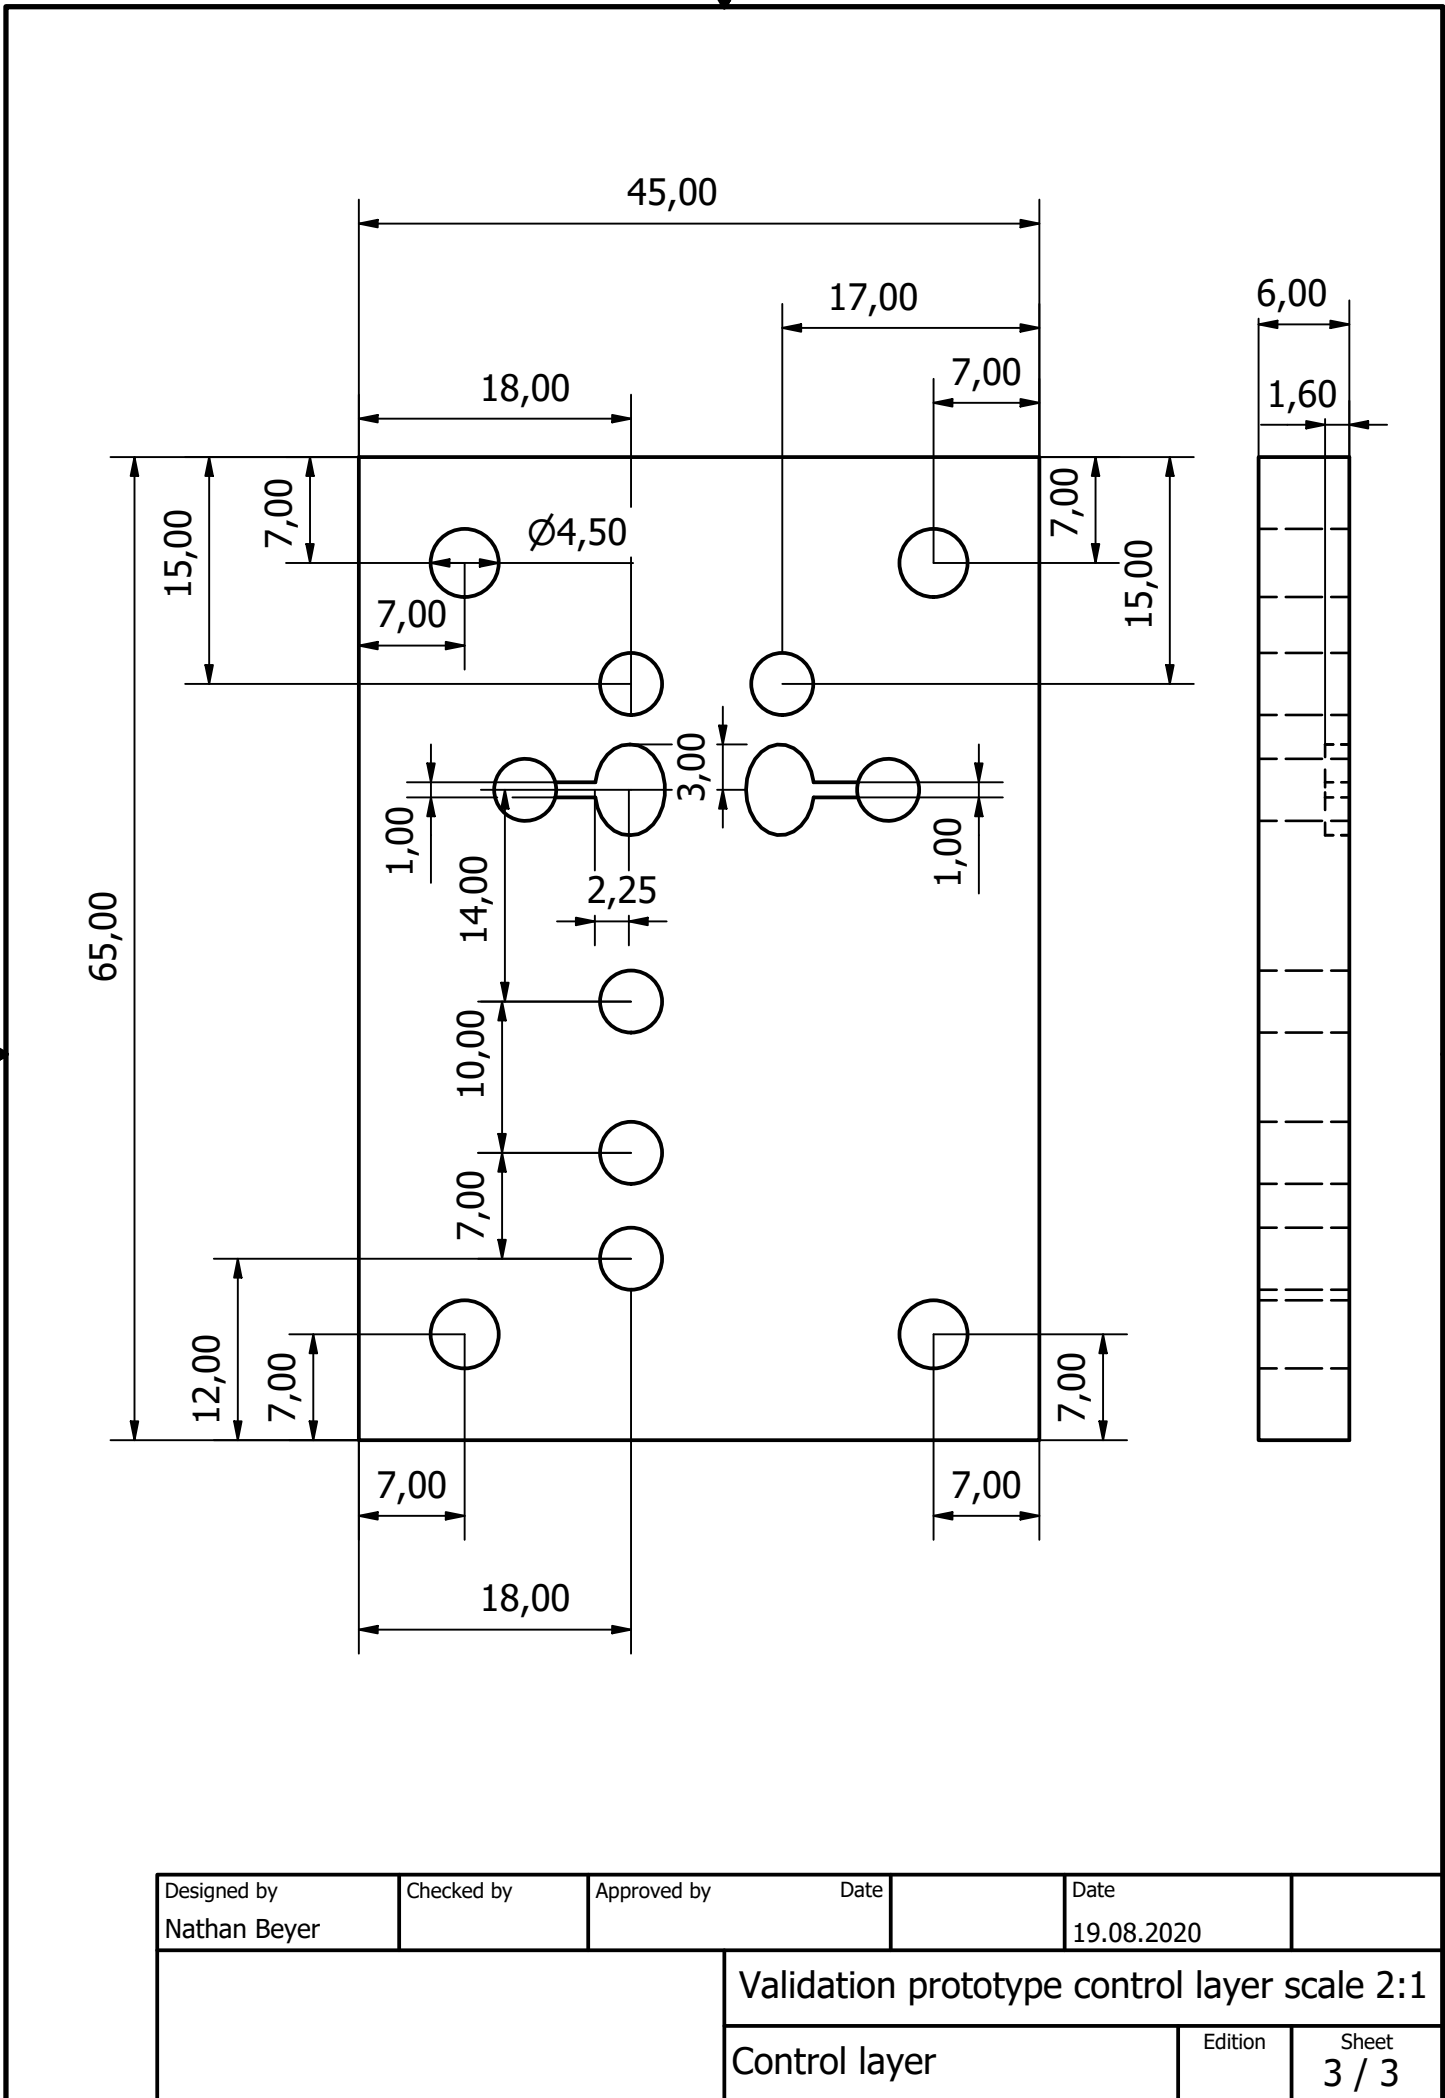 45,00
17,00
6,00
7,00
18,00
1,60
7,00
7,00
15,00
Ø4,50
15,00
7,00
3,00
1,00
1,00
14,00
2,25
65,00
10,00
7,00
12,00
7,00
7,00
7,00
7,00
18,00
Designed by
Nathan Beyer
Checked by
Approved by
Date
Date
19.08.2020
Validation prototype control layer scale 2:1
Control layer
Edition
Sheet
3 / 3